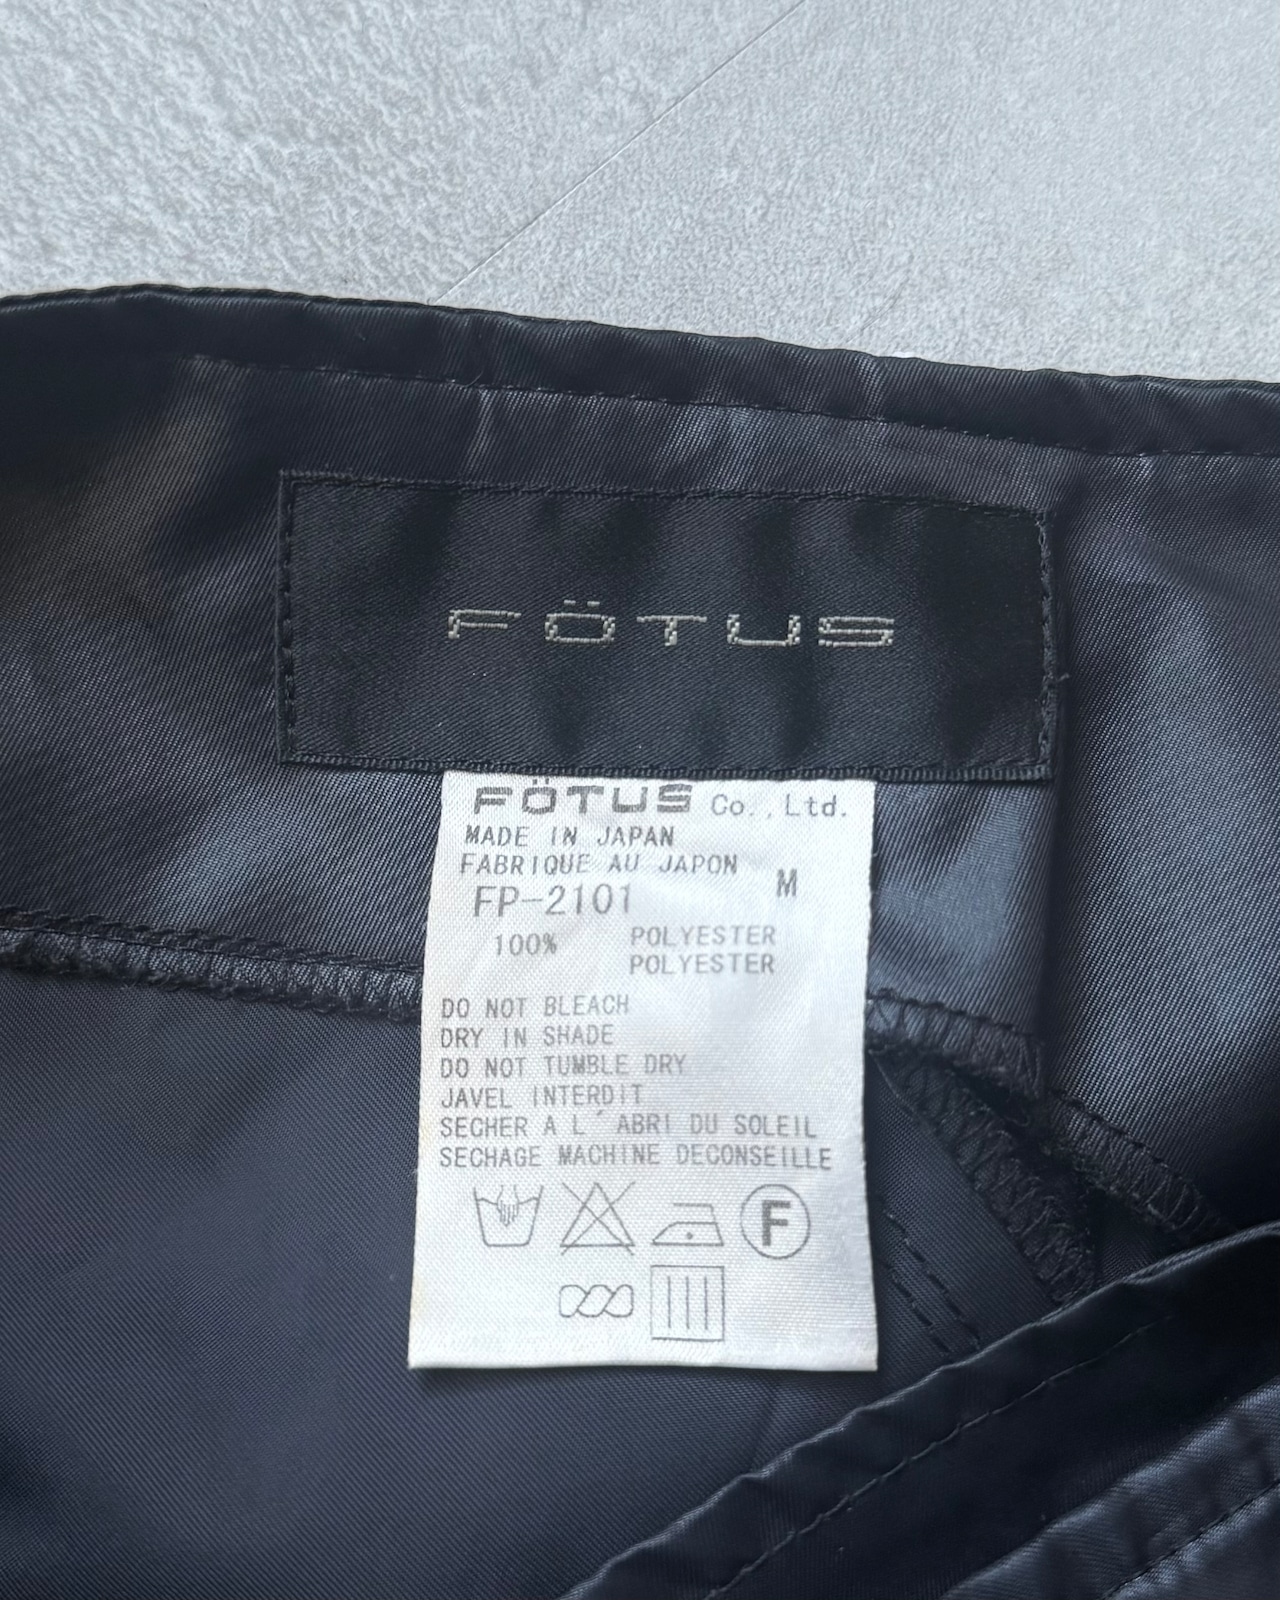 FÖTUS
FÖTUS Co., Ltd.
MADE IN JAPAN
FABRIQUE AU JAPON
M
FP-2101
100% POLYESTER
POLYESTER
DO NOT BLEACH
DRY IN SHADE
DO NOT TUMBLE DRY
JAVEL INTERDIT
SECHER A L´ABRI DU SOLEIL
SECHAGE MACHINE DECONSEILLE
F